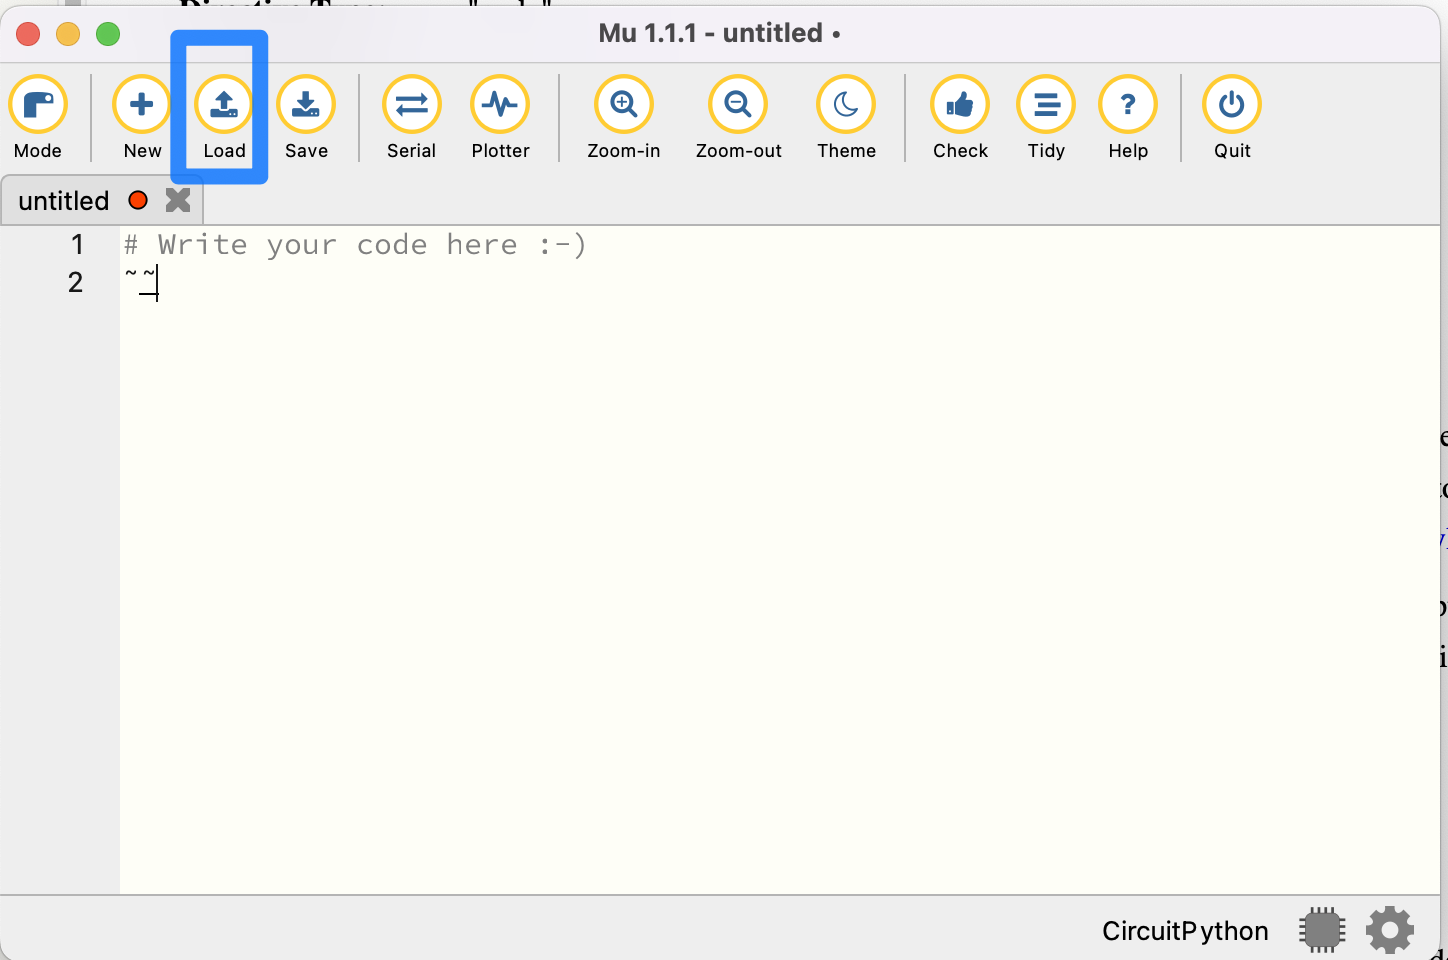 Mu 1.1.1 - untitled •
Mode New Load Save Serial Plotter Zoom-in Zoom-out Theme Check Tidy Help Quit
untitled
1 # Write your code here :-)
2 ~~
CircuitPython